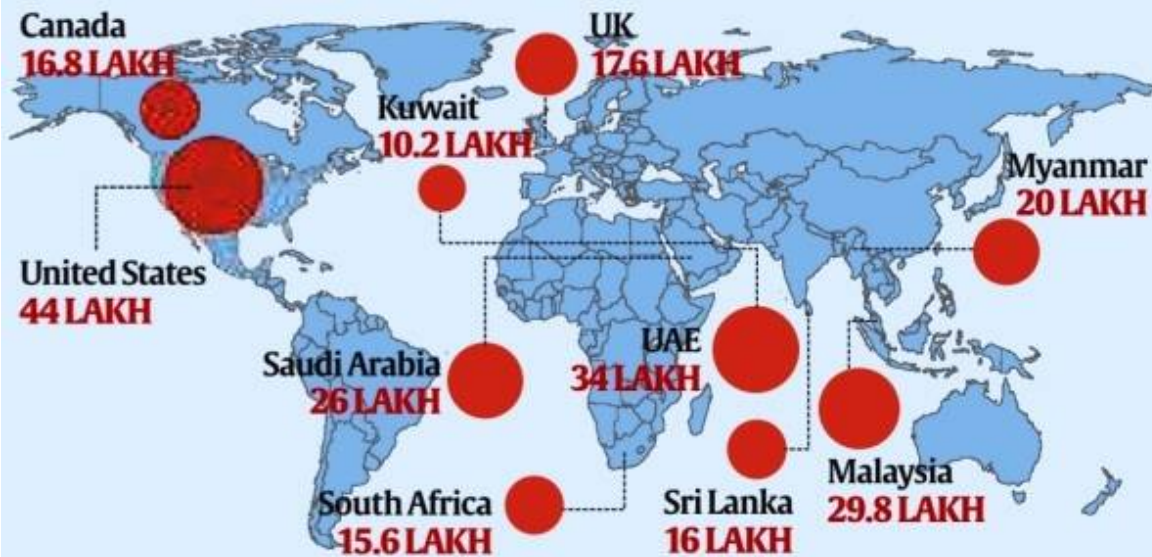 Canada
16.8 LAKH
UK
17.6 LAKH
Kuwait
10.2 LAKH
Myanmar
20 LAKH
United States
44 LAKH
Saudi Arabia
26 LAKH
UAE
34 LAKH
South Africa
15.6 LAKH
Sri Lanka
16 LAKH
Malaysia
29.8 LAKH